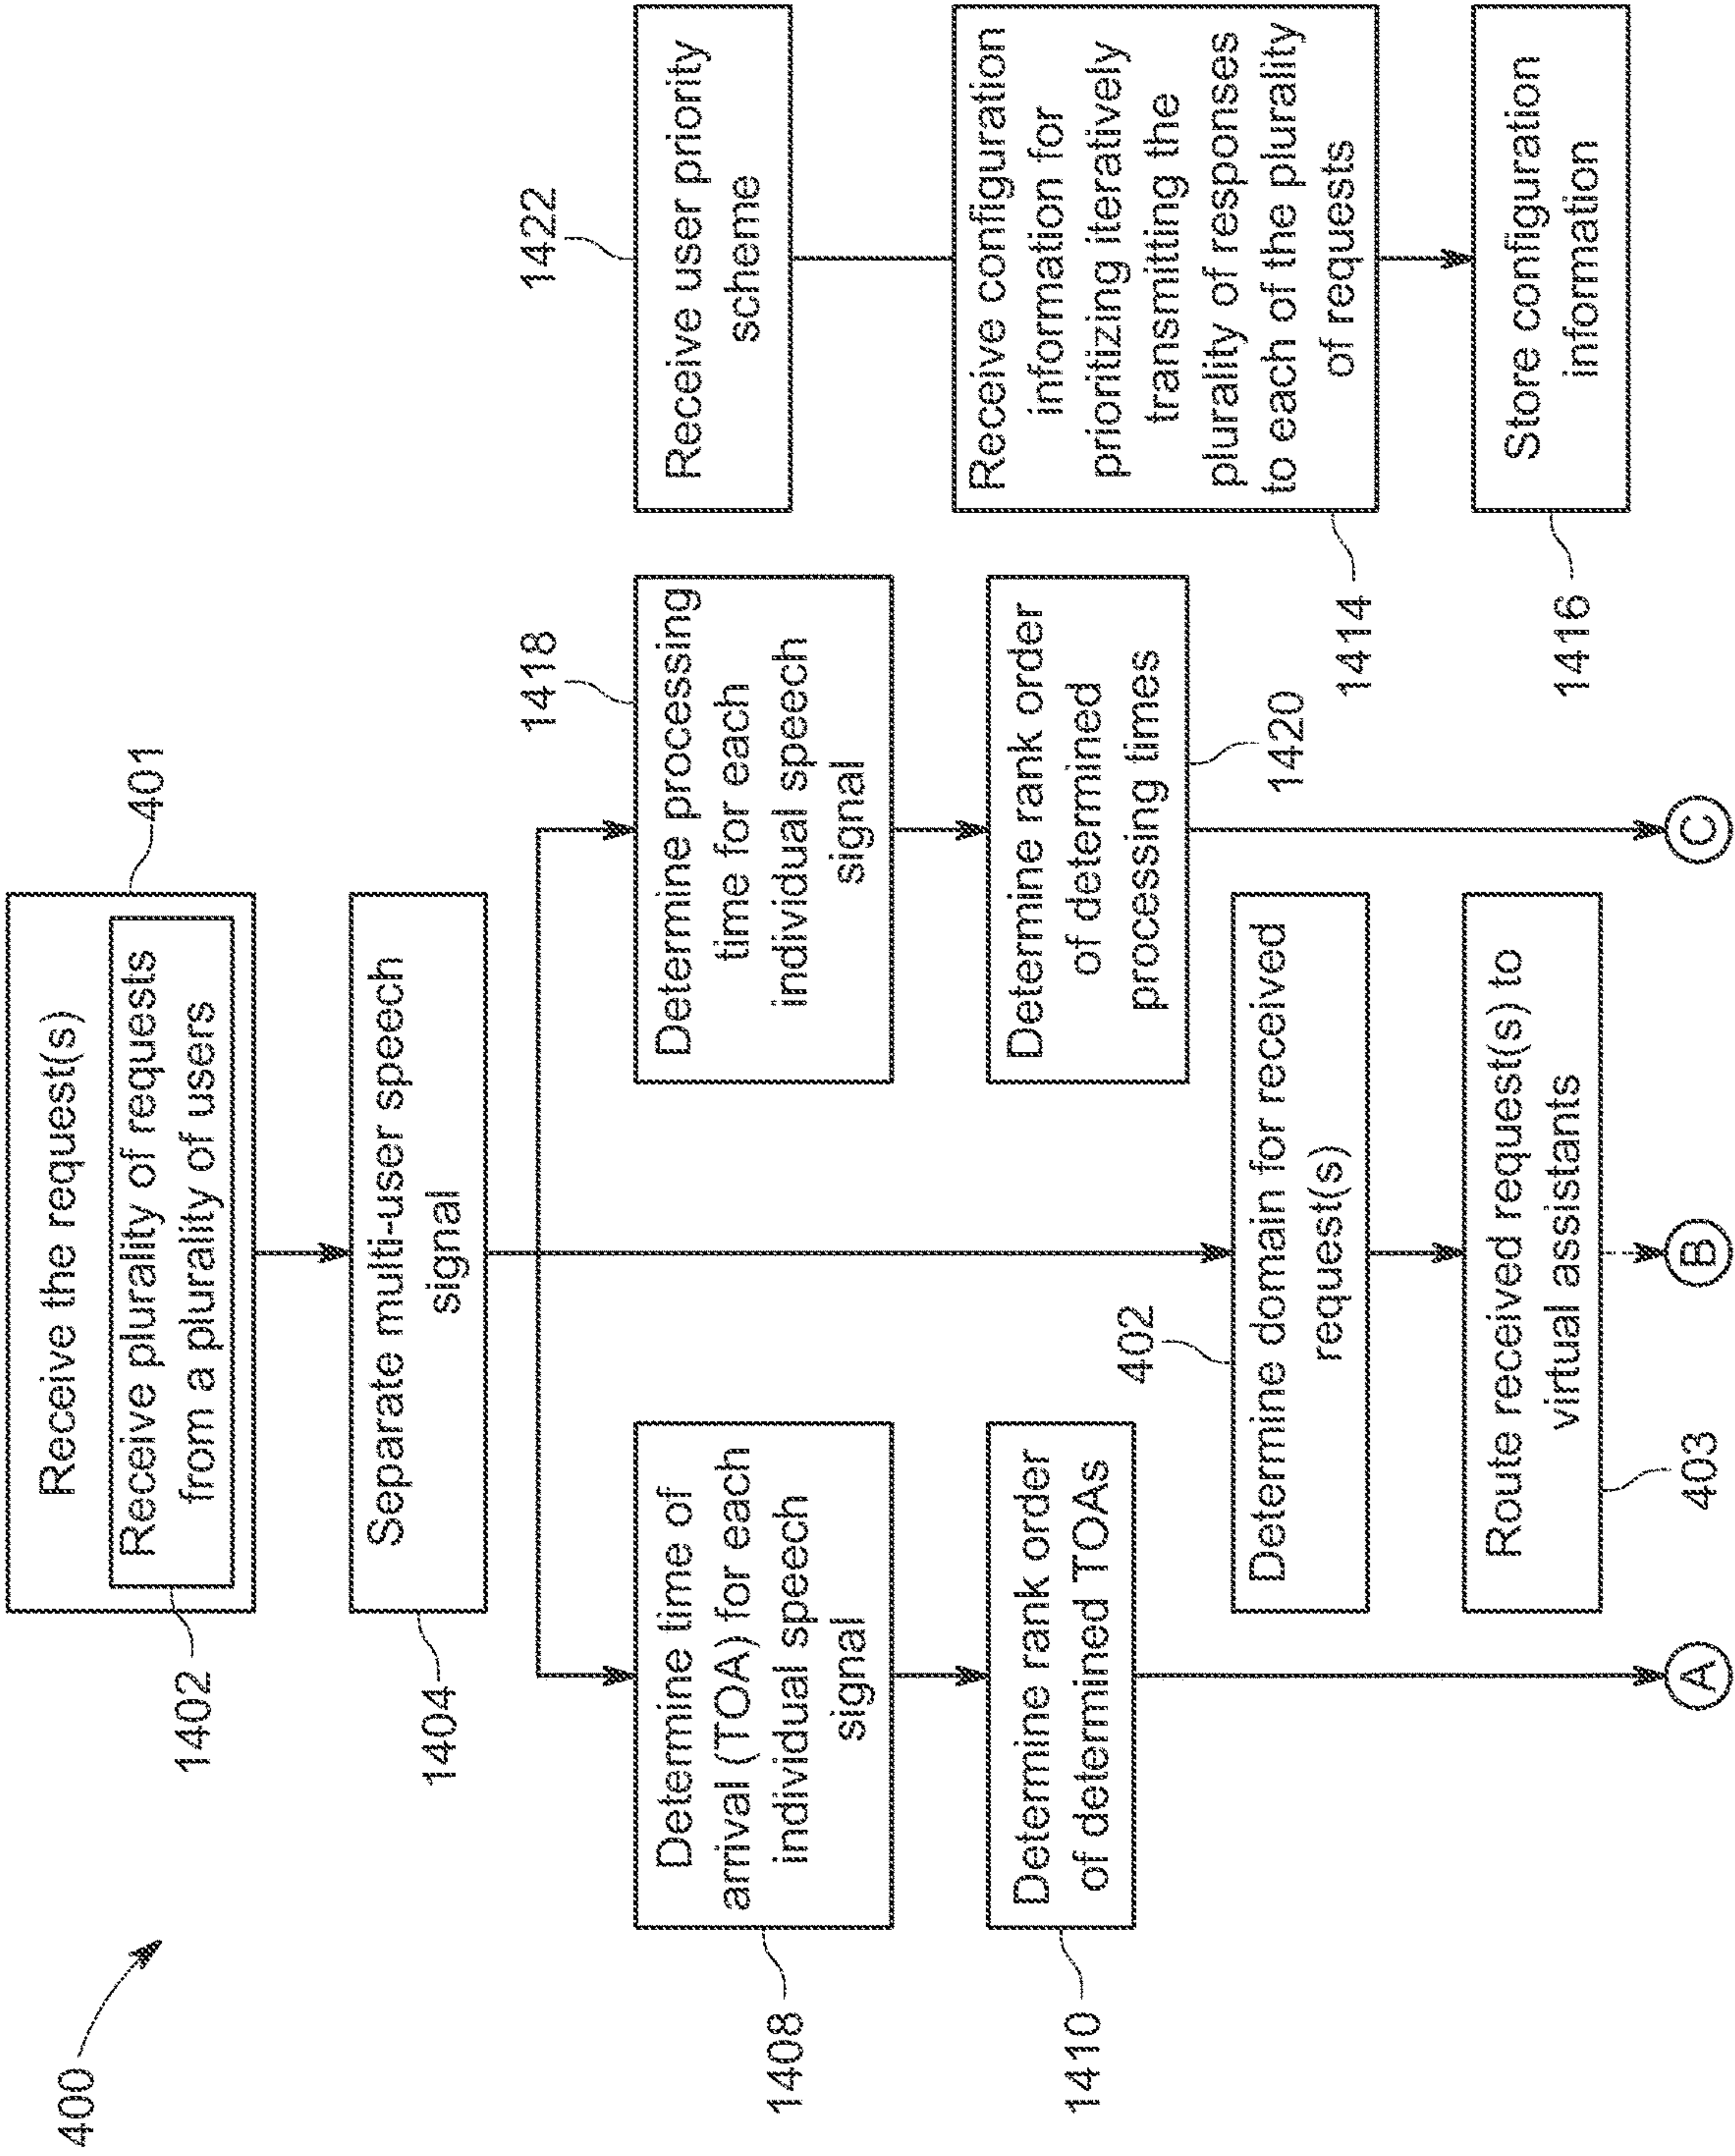 400
Receive the request(s)
401
Receive plurality of requests
from a plurality of users
1402
Separate multi-user speech
signal
1404
Determine time of
arrival (TOA) for each
individual speech
signal
1408
Determine rank order
of determined TOAs
1410
A
Determine domain for received
request(s)
402
Route received request(s) to
virtual assistants
403
B
1418
Determine processing
time for each
individual speech
signal
Determine rank order
of determined
processing times
1420
C
1422
Receive user priority
scheme
Receive configuration
information for
prioritizing iteratively
transmitting the
plurality of responses
to each of the plurality
of requests
1414
Store configuration
information
1416